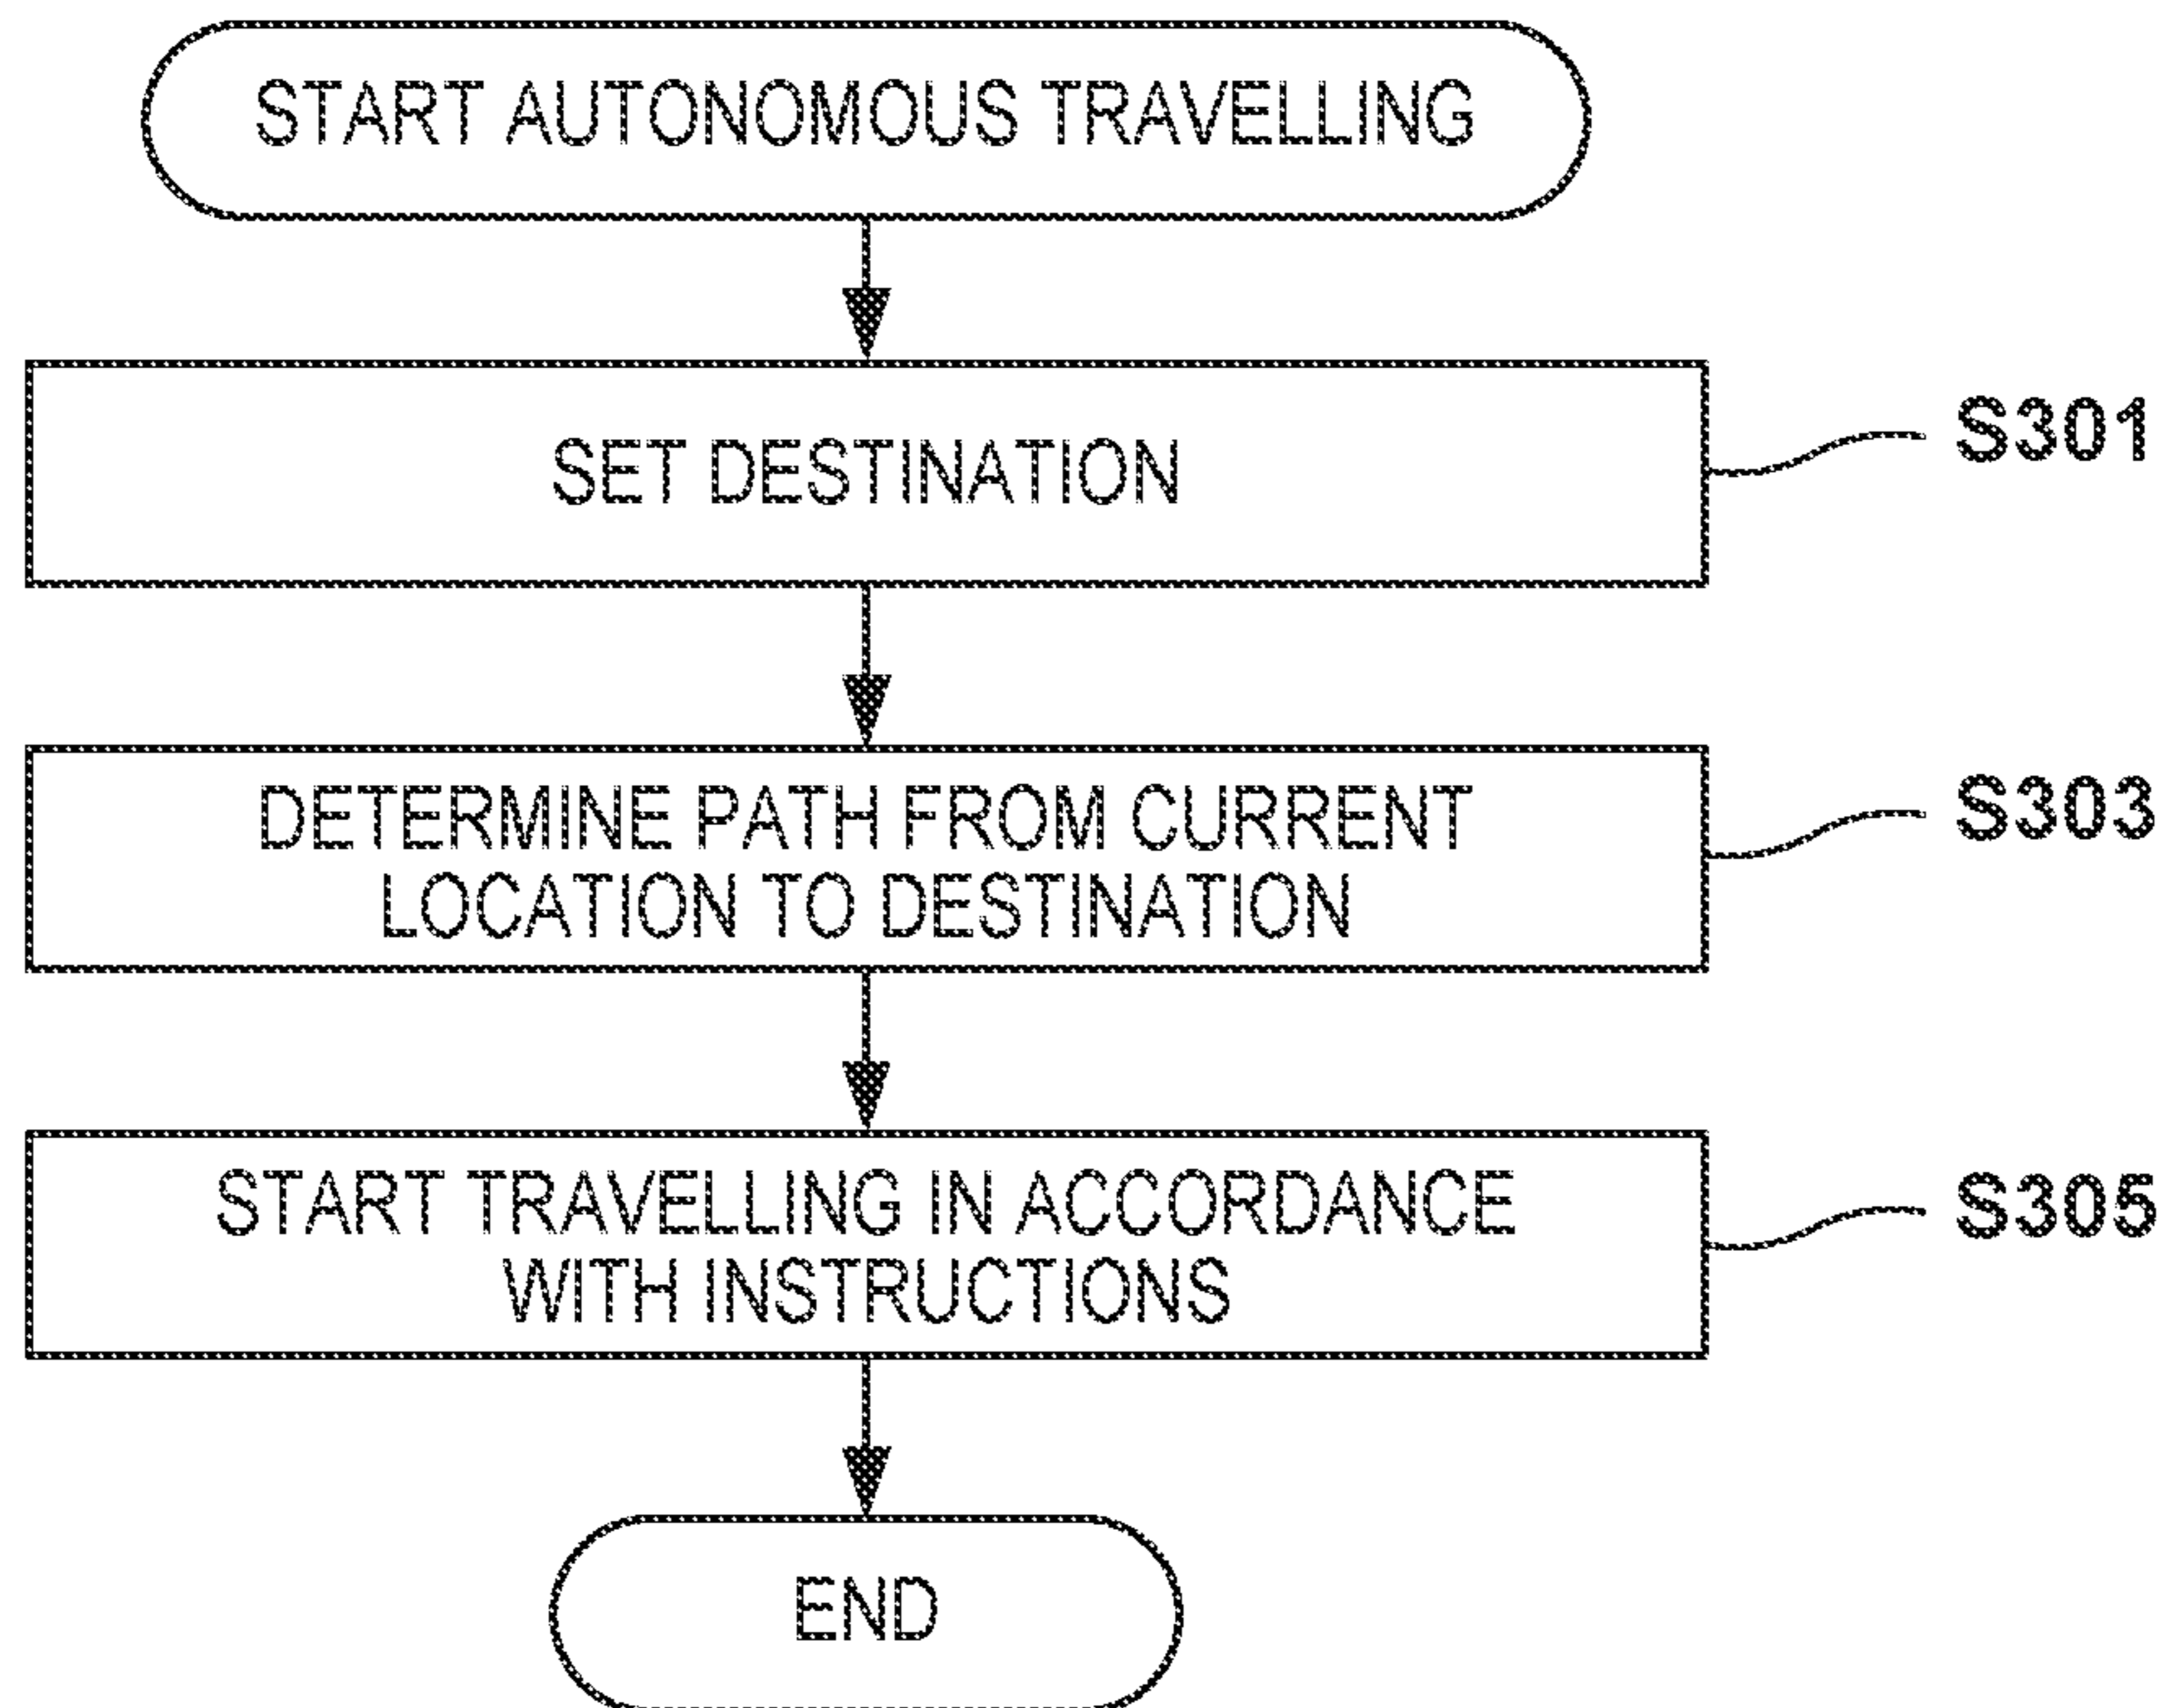 START AUTONOMOUS TRAVELLING
SET DESTINATION
S301
DETERMINE PATH FROM CURRENT
LOCATION TO DESTINATION
S303
START TRAVELLING IN ACCORDANCE
WITH INSTRUCTIONS
S305
END